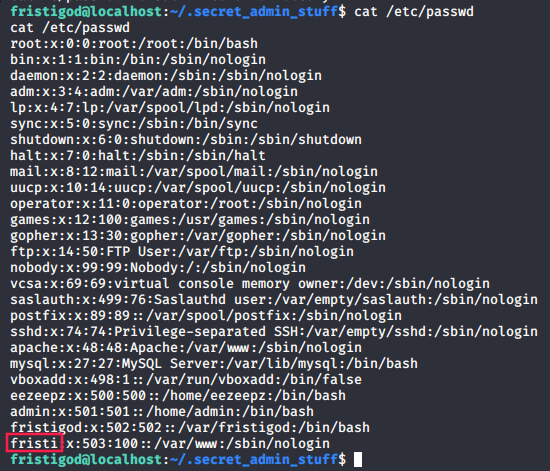 fristigod@localhost:~/.secret_admin_stuff$ cat /etc/passwd
cat /etc/passwd
root:x:0:0:root:/root:/bin/bash
bin:x:1:1:bin:/bin:/sbin/nologin
daemon:x:2:2:daemon:/sbin:/sbin/nologin
adm:x:3:4:adm:/var/adm:/sbin/nologin
lp:x:4:7:lp:/var/spool/lpd:/sbin/nologin
sync:x:5:0:sync:/sbin:/bin/sync
shutdown:x:6:0:shutdown:/sbin:/sbin/shutdown
halt:x:7:0:halt:/sbin:/sbin/halt
mail:x:8:12:mail:/var/spool/mail:/sbin/nologin
uucp:x:10:14:uucp:/var/spool/uucp:/sbin/nologin
operator:x:11:0:operator:/root:/sbin/nologin
games:x:12:100:games:/usr/games:/sbin/nologin
gopher:x:13:30:gopher:/var/gopher:/sbin/nologin
ftp:x:14:50:FTP User:/var/ftp:/sbin/nologin
nobody:x:99:99:Nobody:/:/sbin/nologin
vcsa:x:69:69:virtual console memory owner:/dev:/sbin/nologin
saslauth:x:499:76:Saslauthd user:/var/empty/saslauth:/sbin/nologin
postfix:x:89:89::/var/spool/postfix:/sbin/nologin
sshd:x:74:74:Privilege-separated SSH:/var/empty/sshd:/sbin/nologin
apache:x:48:48:Apache:/var/www:/sbin/nologin
mysql:x:27:27:MySQL Server:/var/lib/mysql:/bin/bash
vboxadd:x:498:1::/var/run/vboxadd:/bin/false
eezeepz:x:500:500::/home/eezeepz:/bin/bash
admin:x:501:501::/home/admin:/bin/bash
fristigod:x:502:502::/var/fristigod:/bin/bash
fristi:x:503:100::/var/www:/sbin/nologin
fristigod@localhost:~/.secret_admin_stuff$